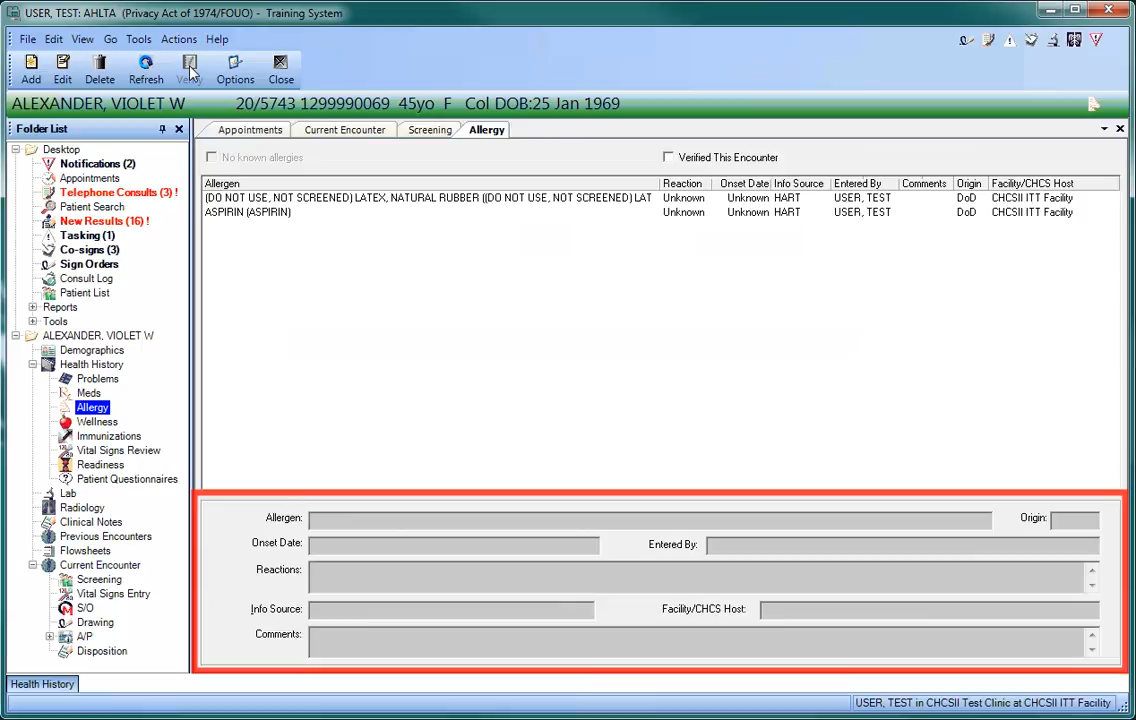 USER, TEST: AHLTA (Privacy Act of 1974/FOUO) - Training System
File Edit View Go Tools Actions Help
Add Edit Delete Refresh Verify Options Close
ALEXANDER, VIOLET W 20/5743 1299990069 45yo F Col DOB:25 Jan 1969
Folder List
Appointments Current Encounter Screening Allergy
Desktop
Notifications (2)
Appointments
Telephone Consults (3) !
Patient Search
New Results (16) !
Tasking (1)
Co-signs (3)
Sign Orders
Consult Log
Patient List
Reports
Tools
ALEXANDER, VIOLET W
Demographics
Health History
Problems
Meds
Allergy
Wellness
Immunizations
Vital Signs Review
Readiness
Patient Questionnaires
Lab
Radiology
Clinical Notes
Previous Encounters
Flowsheets
Current Encounter
Screening
Vital Signs Entry
S/O
Drawing
A/P
Disposition
Health History
No known allergies Verified This Encounter
Allergen Reaction Onset Date Info Source Entered By Comments Origin Facility/CHCS Host
(DO NOT USE, NOT SCREENED) LATEX, NATURAL RUBBER ((DO NOT USE, NOT SCREENED) LAT Unknown Unknown HART USER, TEST DoD CHCSII ITT Facility
ASPIRIN (ASPIRIN) Unknown Unknown HART USER, TEST DoD CHCSII ITT Facility
Allergen: Origin:
Onset Date: Entered By:
Reactions:
Info Source: Facility/CHCS Host:
Comments:
USER, TEST in CHCSII Test Clinic at CHCSII ITT Facility